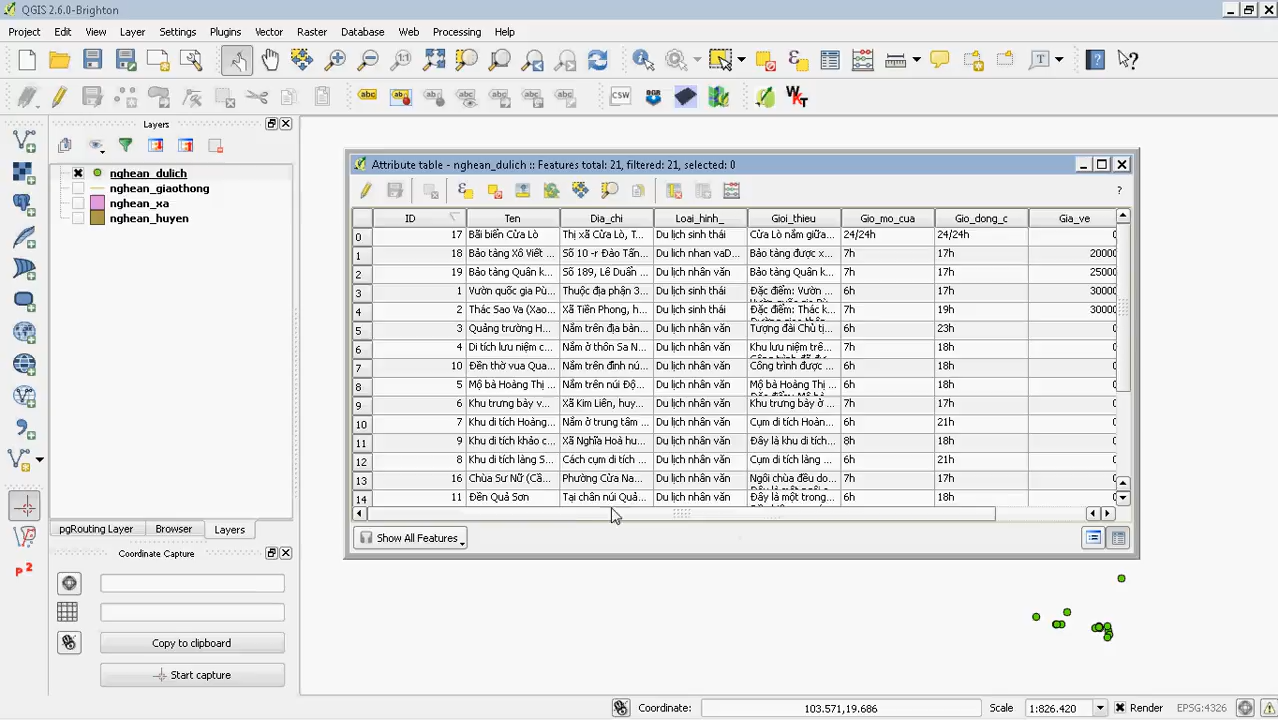 QGIS 2.6.0-Brighton
Project Edit View Layer Settings Plugins Vector Raster Database Web Processing Help
CSW
Layers
nghean_dulich
nghean_giaothong
nghean_xa
nghean_huyen
pgRouting Layer Browser Layers
Coordinate Capture
Copy to clipboard
Start capture
Attribute table - nghean_dulich :: Features total: 21, filtered: 21, selected: 0
ID Ten Dia_chi Loai_hinh_ Gioi_thieu Gio_mo_cua Gio_dong_c Gia_ve
0 17 Bãi biển Cửa Lò Thị xã Cửa Lò, T... Du lịch sinh thái Cửa Lò nằm giữa... 24/24h 24/24h 0
1 18 Bảo tàng Xô Viết ... Số 10 -r Đào Tấn... Du lịch nhan vaD... Bảo tàng được x... 7h 17h 20000
2 19 Bảo tàng Quân k... Số 189, Lê Duẩn ... Du lịch sinh thái Bảo tàng Quân k... 7h 17h 25000
3 1 Vườn quốc gia Pù... Thuộc địa phận 3... Du lịch sinh thái Đặc điểm: Vườn ... 6h 17h 30000
4 2 Thác Sao Va (Xao... Xã Tiền Phong, h... Du lịch sinh thái Đặc điểm: Thác k... 7h 19h 30000
5 3 Quảng trường H... Nằm trên địa bàn... Du lịch nhân văn Tượng đài Chủ tị... 6h 23h 0
6 4 Di tích lưu niệm c... Nằm ở thôn Sa N... Du lịch nhân văn Khu lưu niệm trê... 7h 18h 0
7 10 Đền thờ vua Qua... Nằm trên đỉnh nú... Du lịch nhân văn Công trình được ... 6h 18h 0
8 5 Mộ bà Hoàng Thị ... Nằm trên núi Độ... Du lịch nhân văn Mộ bà Hoàng Thị ... 6h 18h 0
9 6 Khu trưng bày v... Xã Kim Liên, huy... Du lịch nhân văn Khu trưng bày ở ... 7h 17h 0
10 7 Khu di tích Hoàng... Nằm ở trung tâm ... Du lịch nhân văn Cụm di tích Hoàn... 6h 21h 0
11 9 Khu di tích khảo c... Xã Nghĩa Hoà hu... Du lịch nhân văn Đây là khu di tích... 8h 18h 0
12 8 Khu di tích làng S... Cách cụm di tích ... Du lịch nhân văn Cụm di tích làng ... 6h 21h 0
13 16 Chùa Sư Nữ (Cầ... Phường Cửa Na... Du lịch nhân văn Ngôi chùa đều do... 7h 17h 0
14 11 Đền Quả Sơn Tại chân núi Quả... Du lịch nhân văn Đây là một trong... 6h 18h 0
Show All Features
Coordinate: 103.571,19.686 Scale 1:826.420 Render EPSG:4326